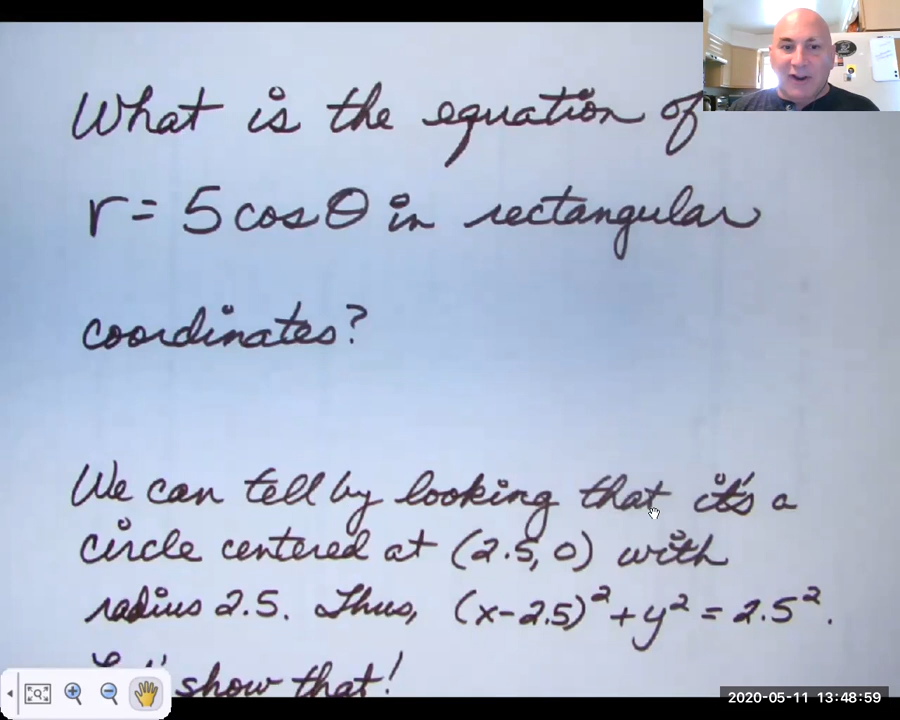 What is the equation of
r = 5 cos θ in rectangular
coordinates?
We can tell by looking that it's a
circle centered at (2.5, 0) with
radius 2.5. Thus, (x-2.5)² + y² = 2.5².
show that!
2020-05-11 13:48:59